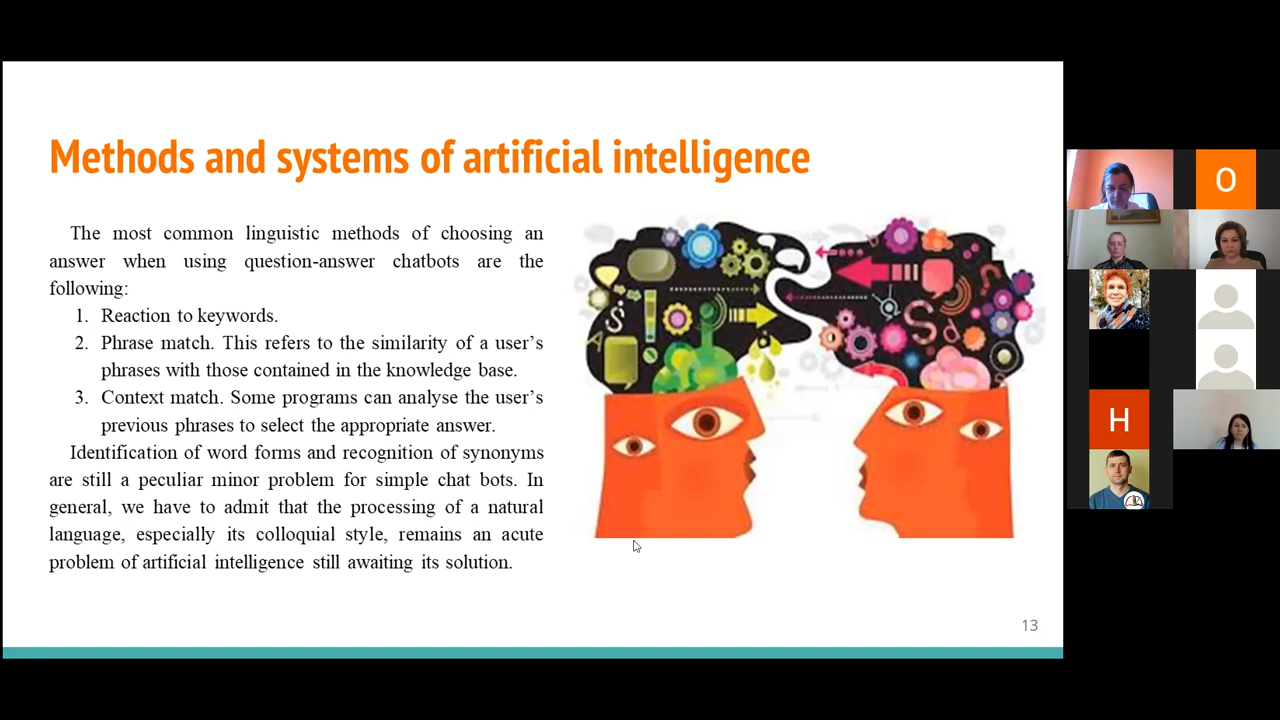 Methods and systems of artificial intelligence
The most common linguistic methods of choosing an
answer when using question-answer chatbots are the
following:
1. Reaction to keywords.
2. Phrase match. This refers to the similarity of a user's
phrases with those contained in the knowledge base.
3. Context match. Some programs can analyse the user's
previous phrases to select the appropriate answer.
Identification of word forms and recognition of synonyms
are still a peculiar minor problem for simple chat bots. In
general, we have to admit that the processing of a natural
language, especially its colloquial style, remains an acute
problem of artificial intelligence still awaiting its solution.
13
O
H